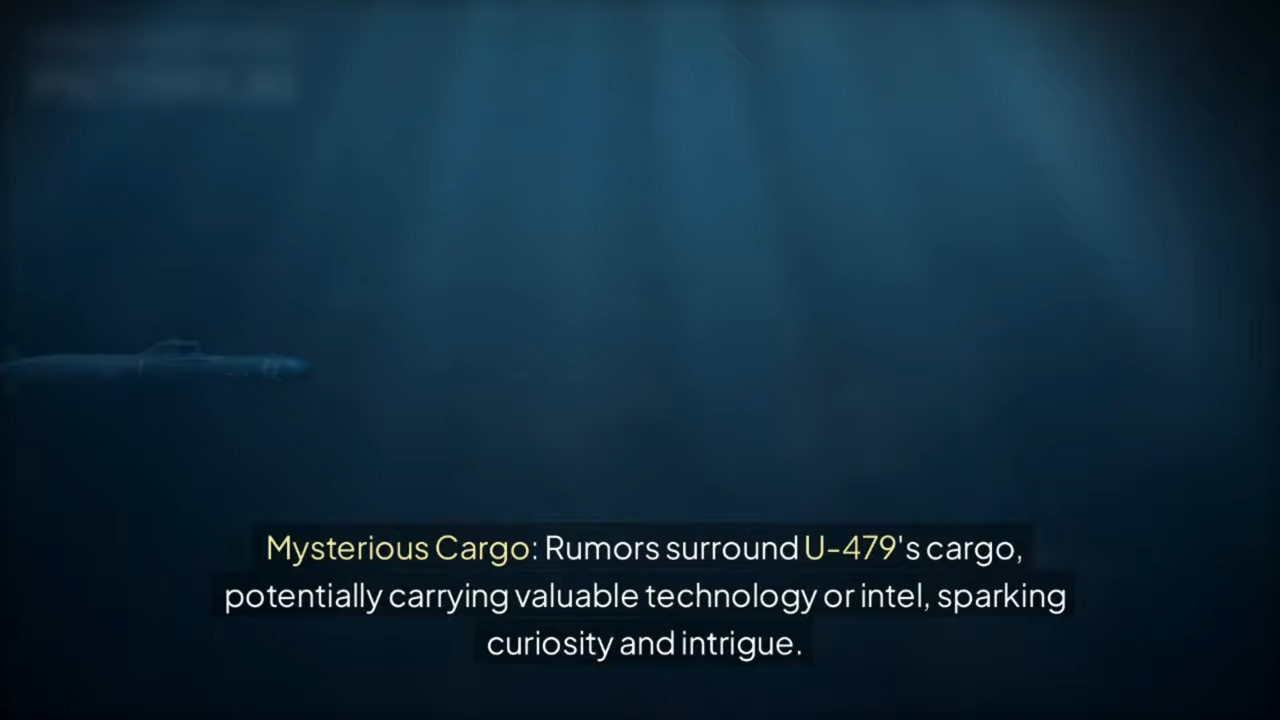 Mysterious Cargo: Rumors surround U-479's cargo,
potentially carrying valuable technology or intel, sparking
curiosity and intrigue.